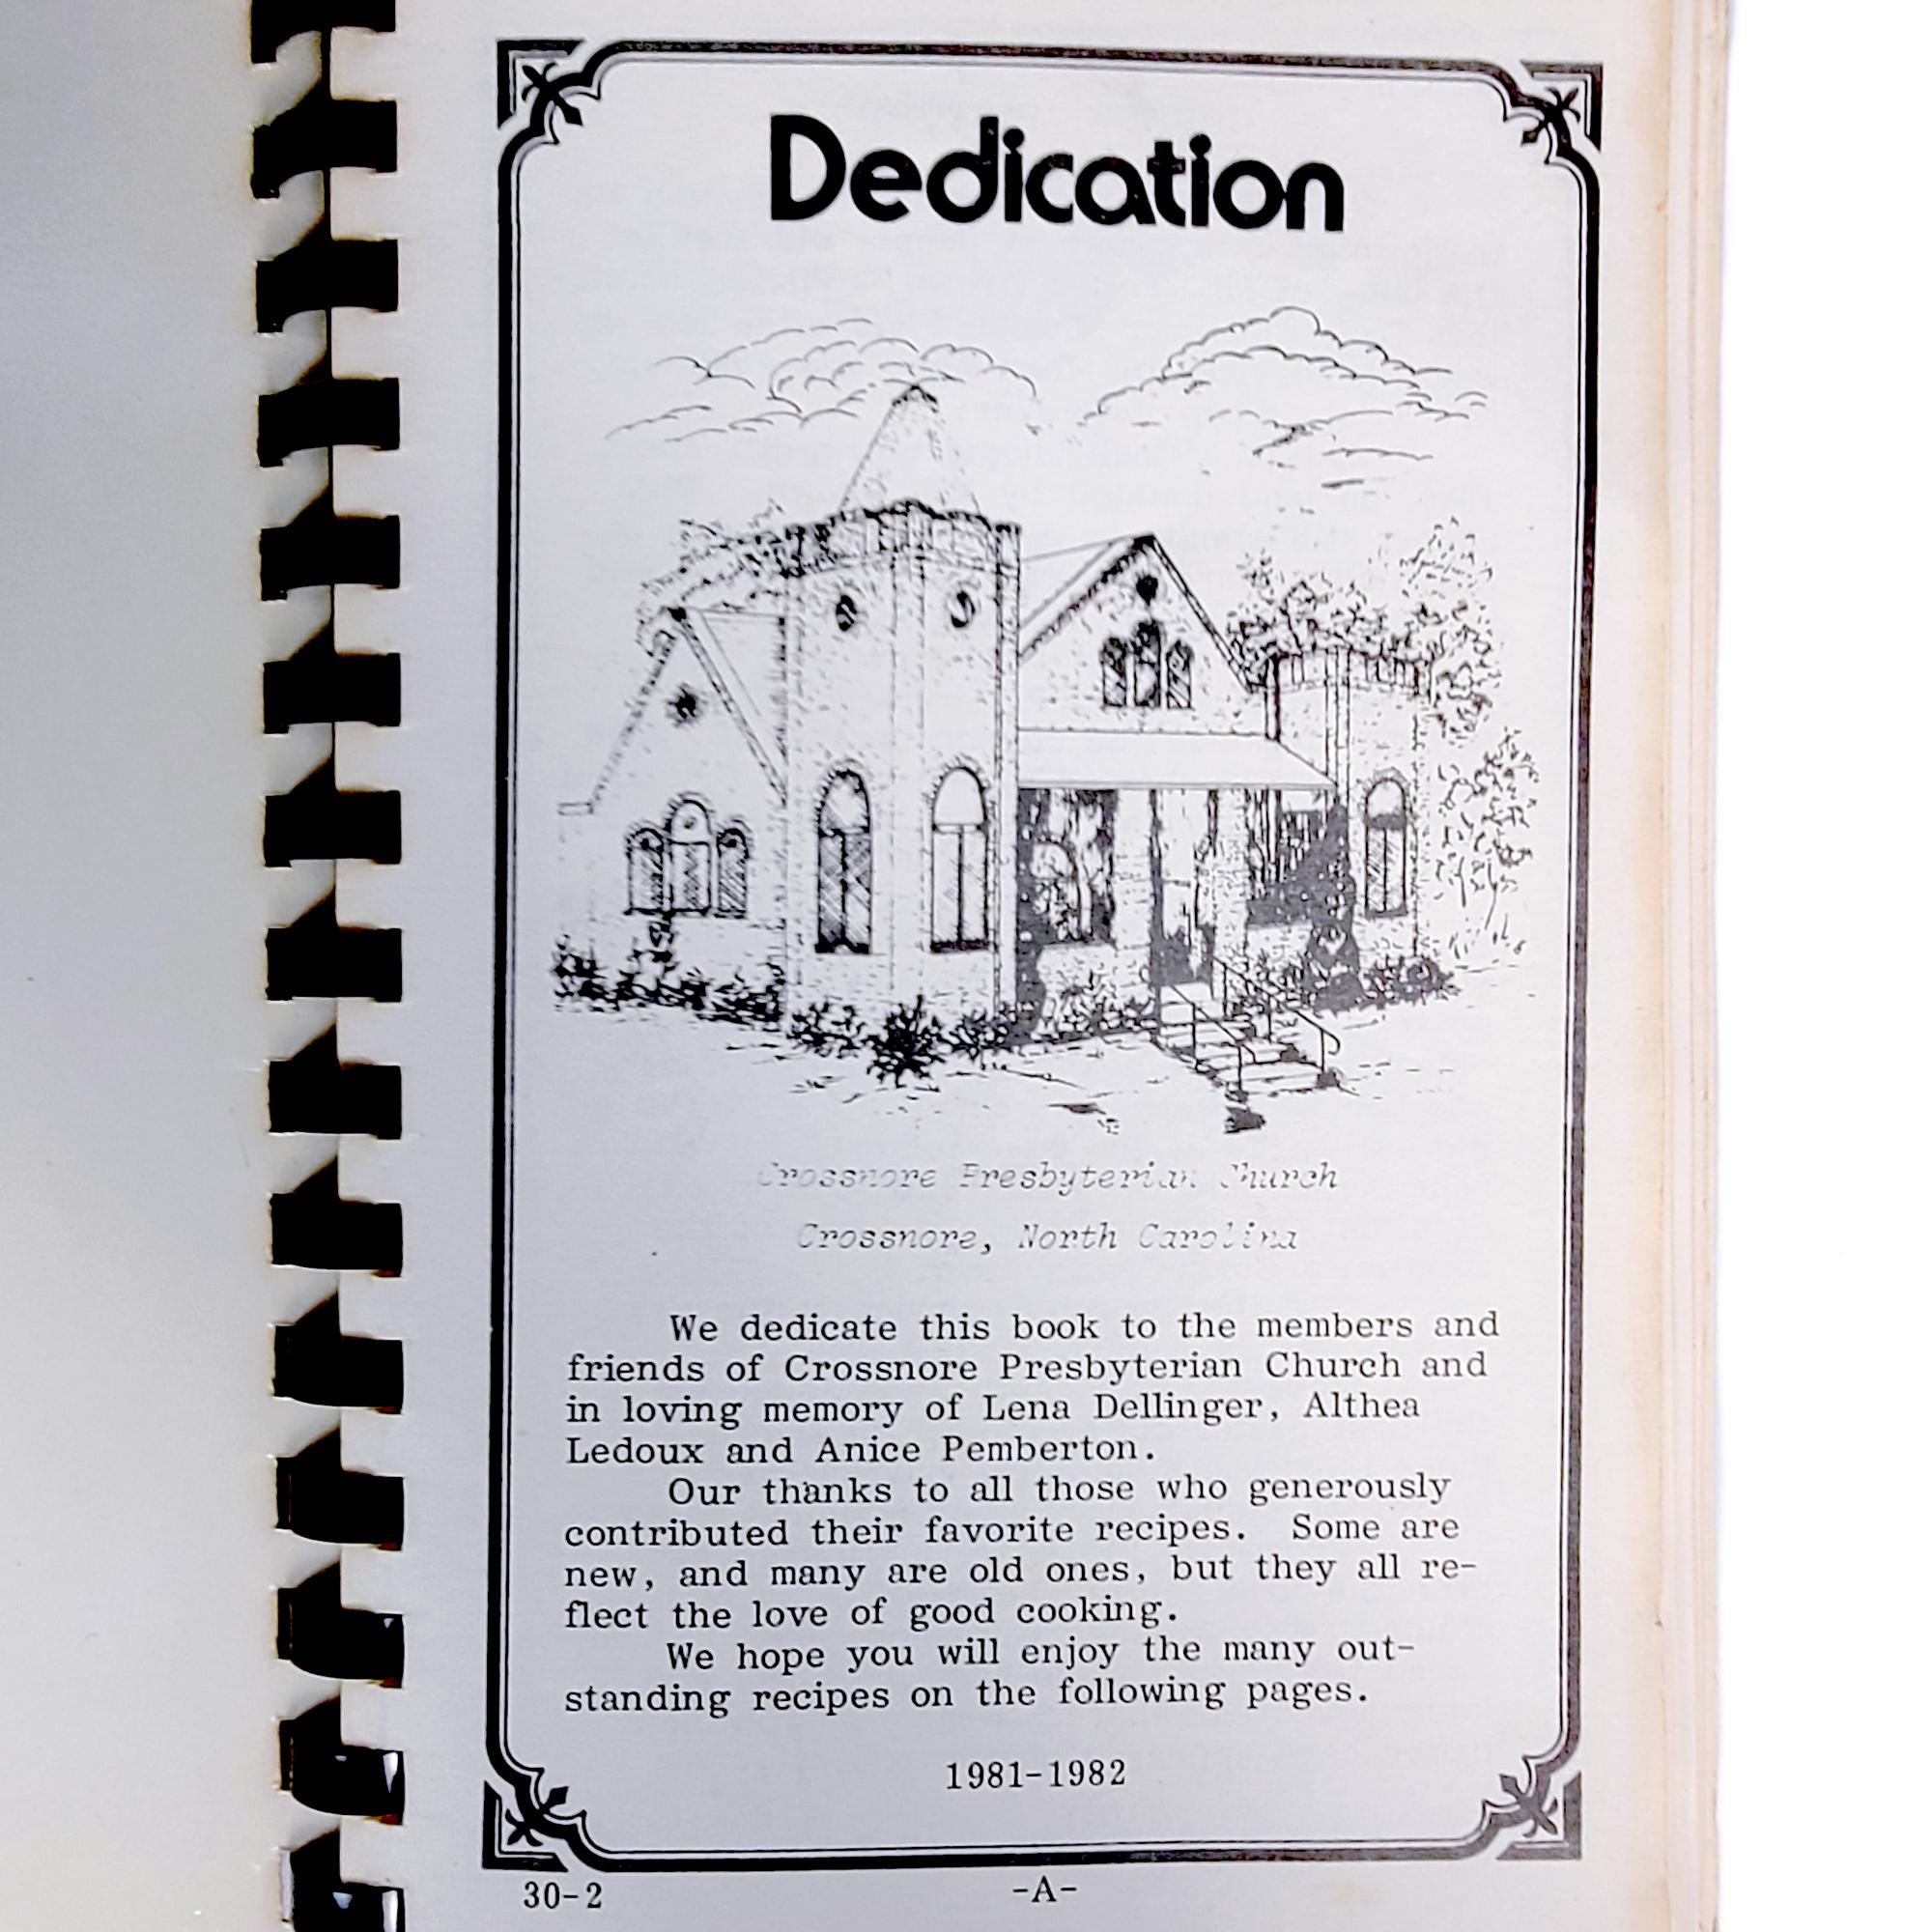 Dedication
Crossnore Presbyterian Church
Crossnore, North Carolina
We dedicate this book to the members and
friends of Crossnore Presbyterian Church and
in loving memory of Lena Dellinger, Althea
Ledoux and Anice Pemberton.
Our thanks to all those who generously
contributed their favorite recipes. Some are
new, and many are old ones, but they all re-
flect the love of good cooking.
We hope you will enjoy the many out-
standing recipes on the following pages.
1981-1982
30-2
-A-